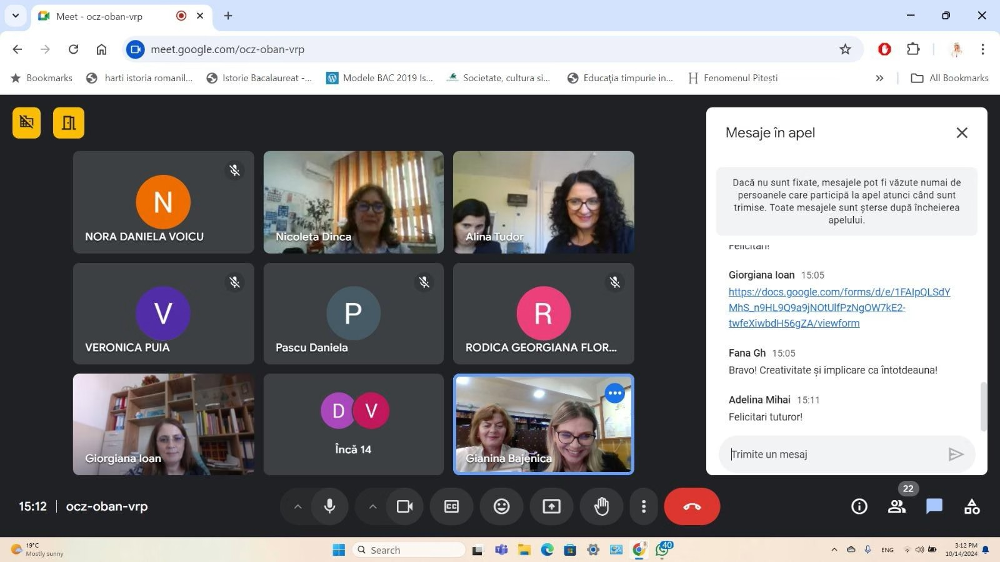 Meet - ocz-oban-vrp
meet.google.com/ocz-oban-vrp
Bookmarks
harti istoria romanil...
Istorie Bacalaureat -...
Modele BAC 2019 Is...
Societate, cultura si...
Educaţia timpurie in...
Fenomenul Pitești
All Bookmarks
N
NORA DANIELA VOICU
Nicoleta Dinca
Alina Tudor
V
VERONICA PUIA
P
Pascu Daniela
R
RODICA GEORGIANA FLOR...
Giorgiana Ioan
D V
Încă 14
Gianina Bajenica
Mesaje în apel
Dacă nu sunt fixate, mesajele pot fi văzute numai de
persoanele care participă la apel atunci când sunt
trimise. Toate mesajele sunt șterse după încheierea
apelului.
Felicitari!
Giorgiana Ioan 15:05
https://docs.google.com/forms/d/e/1FAIpQLSdY
MhS_n9HL9Q9a9jNOtUlfPzNgOW7kE2-
twfeXiwbdH56gZA/viewform
Fana Gh 15:05
Bravo! Creativitate și implicare ca întotdeauna!
Adelina Mihai 15:11
Felicitari tuturor!
Trimite un mesaj
15:12 | ocz-oban-vrp
CC
22
19°C
Mostly sunny
Search
40
ENG
3:12 PM
10/14/2024